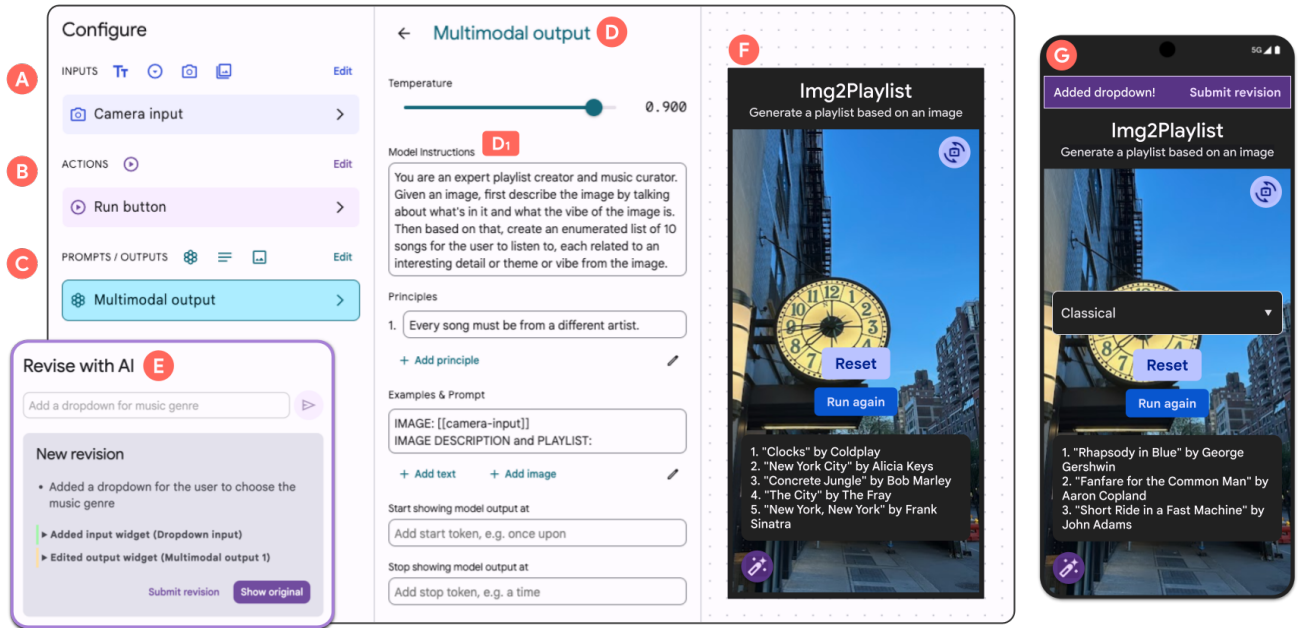 Configure
A
INPUTS Tт Edit
Camera input
B
ACTIONS Edit
Run button
C
PROMPTS / OUTPUTS Edit
Multimodal output
Revise with AI E
Add a dropdown for music genre
New revision
• Added a dropdown for the user to choose the
music genre
Added input widget (Dropdown input)
Edited output widget (Multimodal output 1)
Submit revision Show original
Multimodal output D
Temperature
0.900
Model Instructions D1
You are an expert playlist creator and music curator.
Given an image, first describe the image by talking
about what's in it and what the vibe of the image is.
Then based on that, create an enumerated list of 10
songs for the user to listen to, each related to an
interesting detail or theme or vibe from the image.
Principles
1. Every song must be from a different artist.
+ Add principle
Examples & Prompt
IMAGE: [[camera-input]]
IMAGE DESCRIPTION and PLAYLIST:
+ Add text + Add image
Start showing model output at
Add start token, e.g. once upon
Stop showing model output at
Add stop token, e.g. a time
F
Img2Playlist
Generate a playlist based on an image
11 12 1
10 2
9 3
8 4
Reset
Run again
1. "Clocks" by Coldplay
2. "New York City" by Alicia Keys
3. "Concrete Jungle" by Bob Marley
4. "The City" by The Fray
5. "New York, New York" by Frank
Sinatra
G
5G
Added dropdown! Submit revision
Img2Playlist
Generate a playlist based on an image
Classical
Reset
Run again
1. "Rhapsody in Blue" by George
Gershwin
2. "Fanfare for the Common Man" by
Aaron Copland
3. "Short Ride in a Fast Machine" by
John Adams